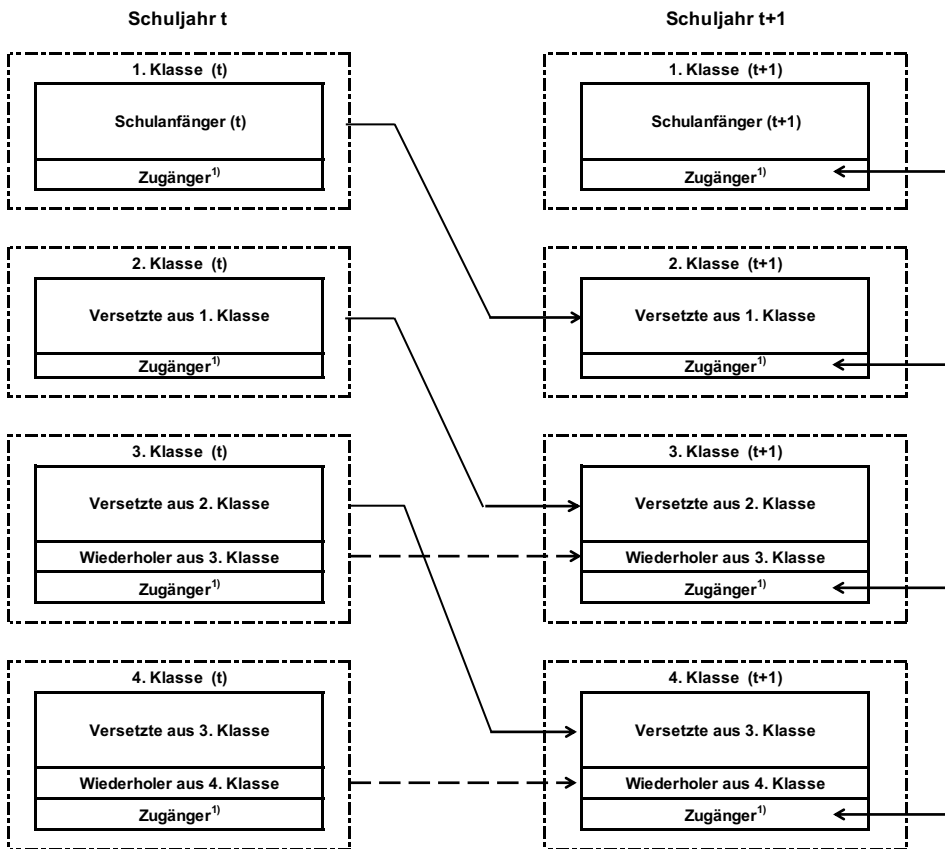 Schuljahr t
Schuljahr t+1
1. Klasse (t)
Schulanfänger (t)
Zugänger¹⁾
1. Klasse (t+1)
Schulanfänger (t+1)
Zugänger¹⁾
2. Klasse (t)
Versetzte aus 1. Klasse
Zugänger¹⁾
2. Klasse (t+1)
Versetzte aus 1. Klasse
Zugänger¹⁾
3. Klasse (t)
Versetzte aus 2. Klasse
Wiederholer aus 3. Klasse
Zugänger¹⁾
3. Klasse (t+1)
Versetzte aus 2. Klasse
Wiederholer aus 3. Klasse
Zugänger¹⁾
4. Klasse (t)
Versetzte aus 3. Klasse
Wiederholer aus 4. Klasse
Zugänger¹⁾
4. Klasse (t+1)
Versetzte aus 3. Klasse
Wiederholer aus 4. Klasse
Zugänger¹⁾